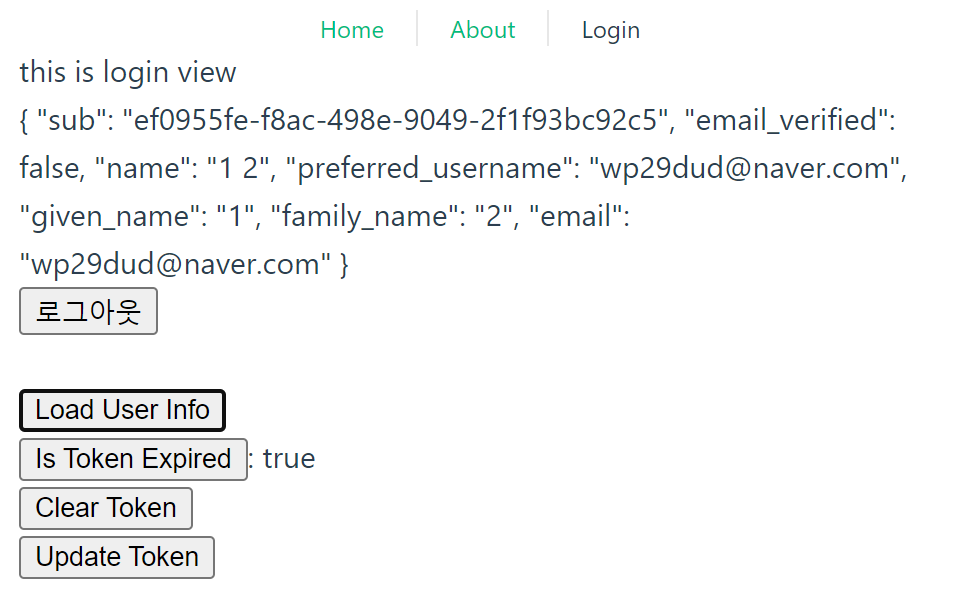 Home About Login
this is login view
{ "sub": "ef0955fe-f8ac-498e-9049-2f1f93bc92c5", "email_verified":
false, "name": "1 2", "preferred_username": "wp29dud@naver.com",
"given_name": "1", "family_name": "2", "email":
"wp29dud@naver.com" }
로그아웃
Load User Info
Is Token Expired : true
Clear Token
Update Token